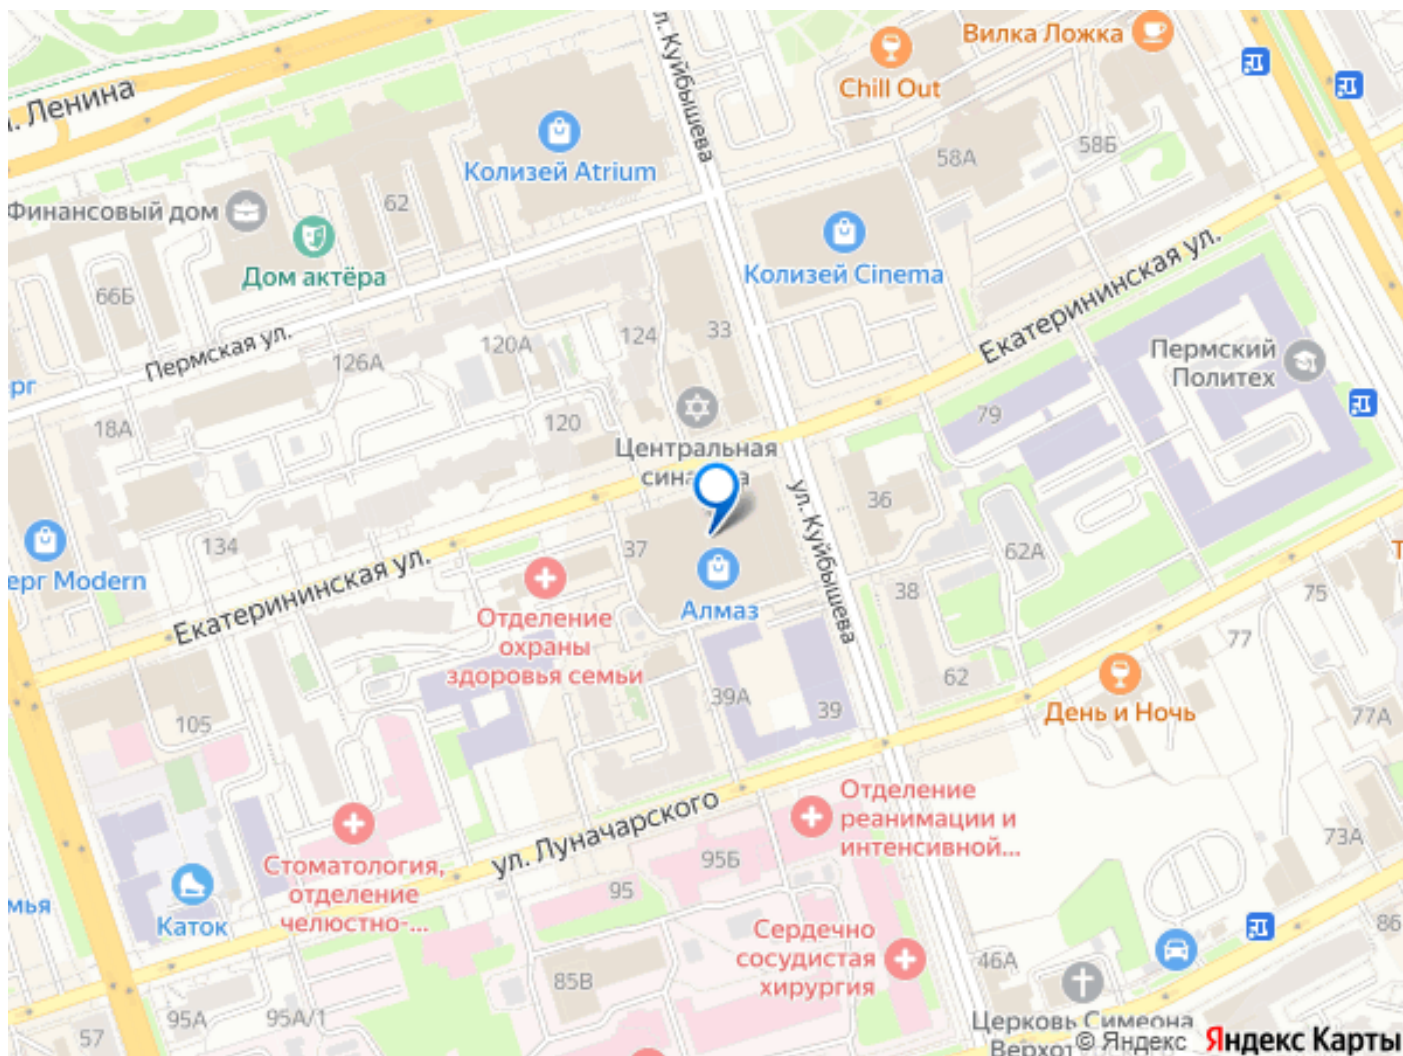 ул. Куйбышева
Вилка Ложка
Chill Out
Ленина
Колизей Atrium
58Б
58А
62
Финансовый дом
Дом актёра
Колизей Cinema
Екатерининская ул.
66Б
Пермская ул.
124
33
120А
126А
Пермский
Политех
18А
120
79
Центральная
ул. Куйбышева
36
134
37
62А
Modern
Екатерининская ул.
Алмаз
38
75
Отделение
охраны
здоровья семьи
77
62
39А
39
105
День и Ночь
77А
ул. Луначарского
Отделение
реанимации и
интенсивной...
73А
Стоматология,
отделение
челюстно-...
95Б
95
Каток
Сердечно
сосудистая
хирургия
86
46А
85В
95А
95А/1
57
Церковь Симеона
© Яндекс Яндекс Карты